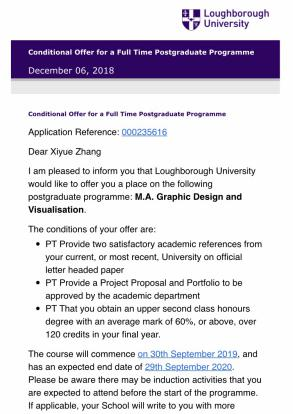 Loughborough
University
Conditional Offer for a Full Time Postgraduate Programme
December 06, 2018
Conditional Offer for a Full Time Postgraduate Programme
Application Reference: 000235616
Dear Xiyue Zhang
I am pleased to inform you that Loughborough University
would like to offer you a place on the following
postgraduate programme: M.A. Graphic Design and
Visualisation.
The conditions of your offer are:
• PT Provide two satisfactory academic references from
your current, or most recent, University on official
letter headed paper
• PT Provide a Project Proposal and Portfolio to be
approved by the academic department
• PT That you obtain an upper second class honours
degree with an average mark of 60%, or above, over
120 credits in your final year.
The course will commence on 30th September 2019, and
has an expected end date of 29th September 2020.
Please be aware there may be induction activities that you
are expected to attend before the start of the programme.
If applicable, your School will write to you with more